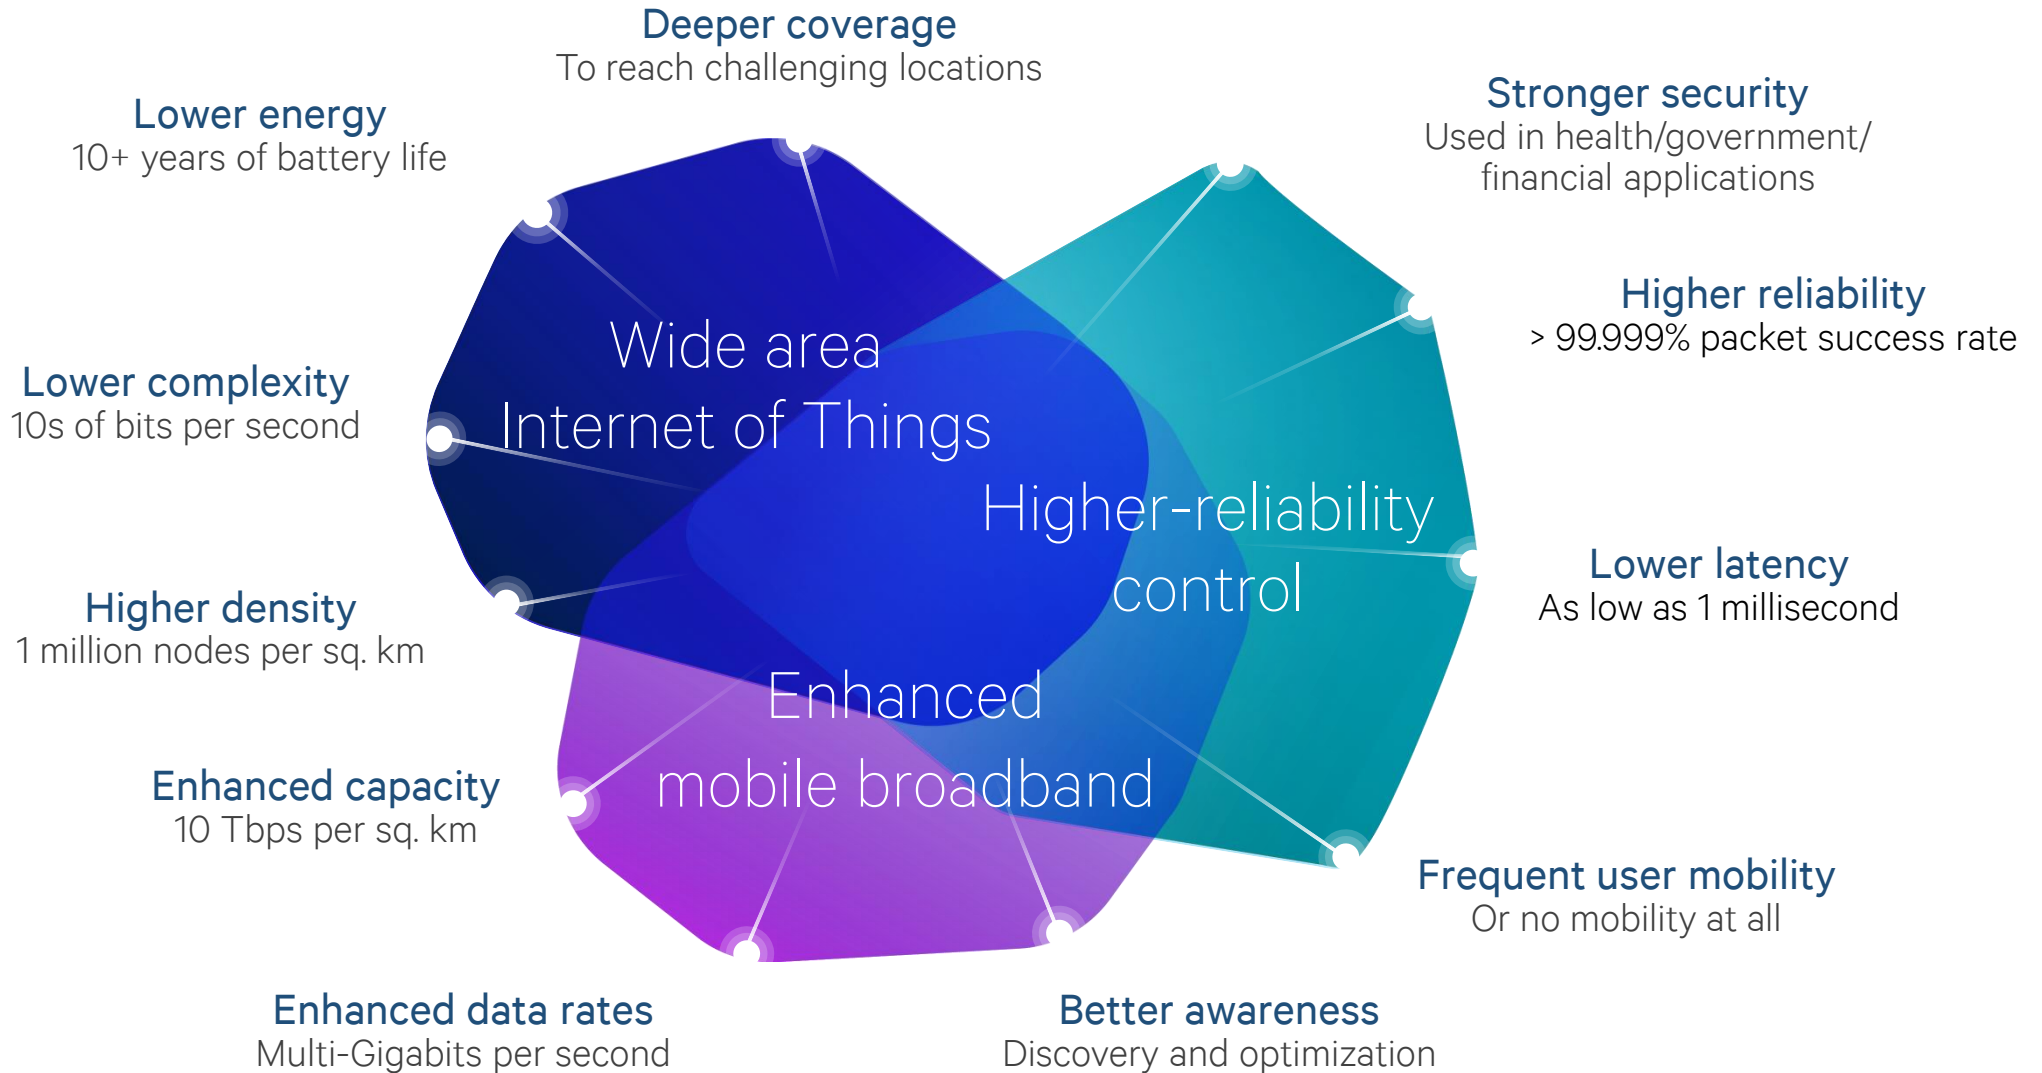 Deeper coverage
To reach challenging locations
Stronger security
Used in health/government/
financial applications
Lower energy
10+ years of battery life
Higher reliability
> 99.999% packet success rate
Wide area
Internet of Things
Lower complexity
10s of bits per second
Higher-reliability
control
Lower latency
As low as 1 millisecond
Higher density
1 million nodes per sq. km
Enhanced
mobile broadband
Enhanced capacity
10 Tbps per sq. km
Frequent user mobility
Or no mobility at all
Enhanced data rates
Multi-Gigabits per second
Better awareness
Discovery and optimization